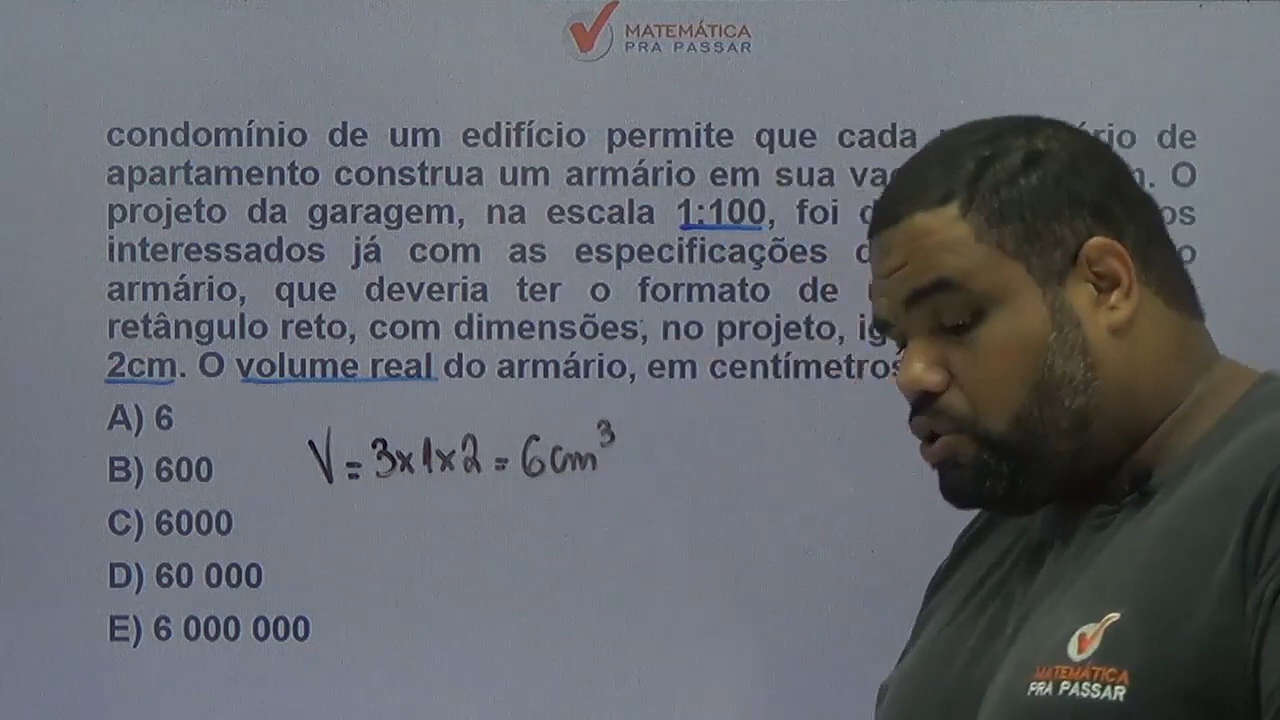 MATEMÁTICA
PRA PASSAR
condomínio de um edifício permite que cada de
apartamento construa um armário em sua O
projeto da garagem, na escala 1:100, foi
interessados já com as especificações
armário, que deveria ter o formato de
retângulo reto, com dimensões, no projeto,
2cm. O volume real do armário, em centímetros
A) 6
B) 600
C) 6000
D) 60 000
E) 6 000 000
V = 3x1x2 = 6cm³
MATEMÁTICA
PRA PASSAR